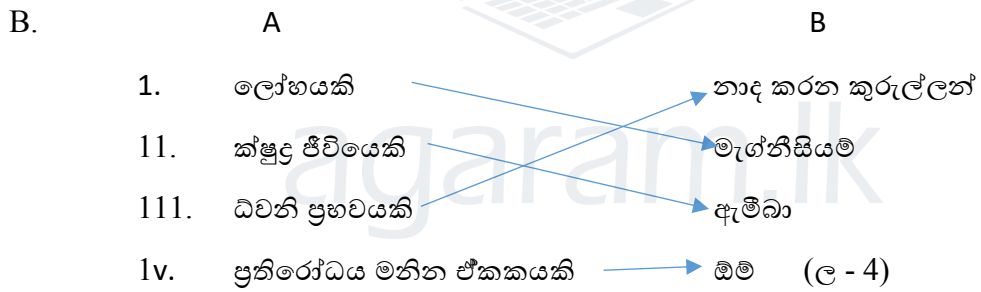 B. A B
1. ලෝහයකි නාද කරන කුරුල්ලන්
11. ක්ෂුද්‍ර ජීවියෙකි මැග්නීසියම්
111. ධ්වනි ප්‍රභවයකි ඇමීබා
1v. ප්‍රතිරෝධය මනින ඒකකයකි ඕම් (ල - 4)
agaram.lk